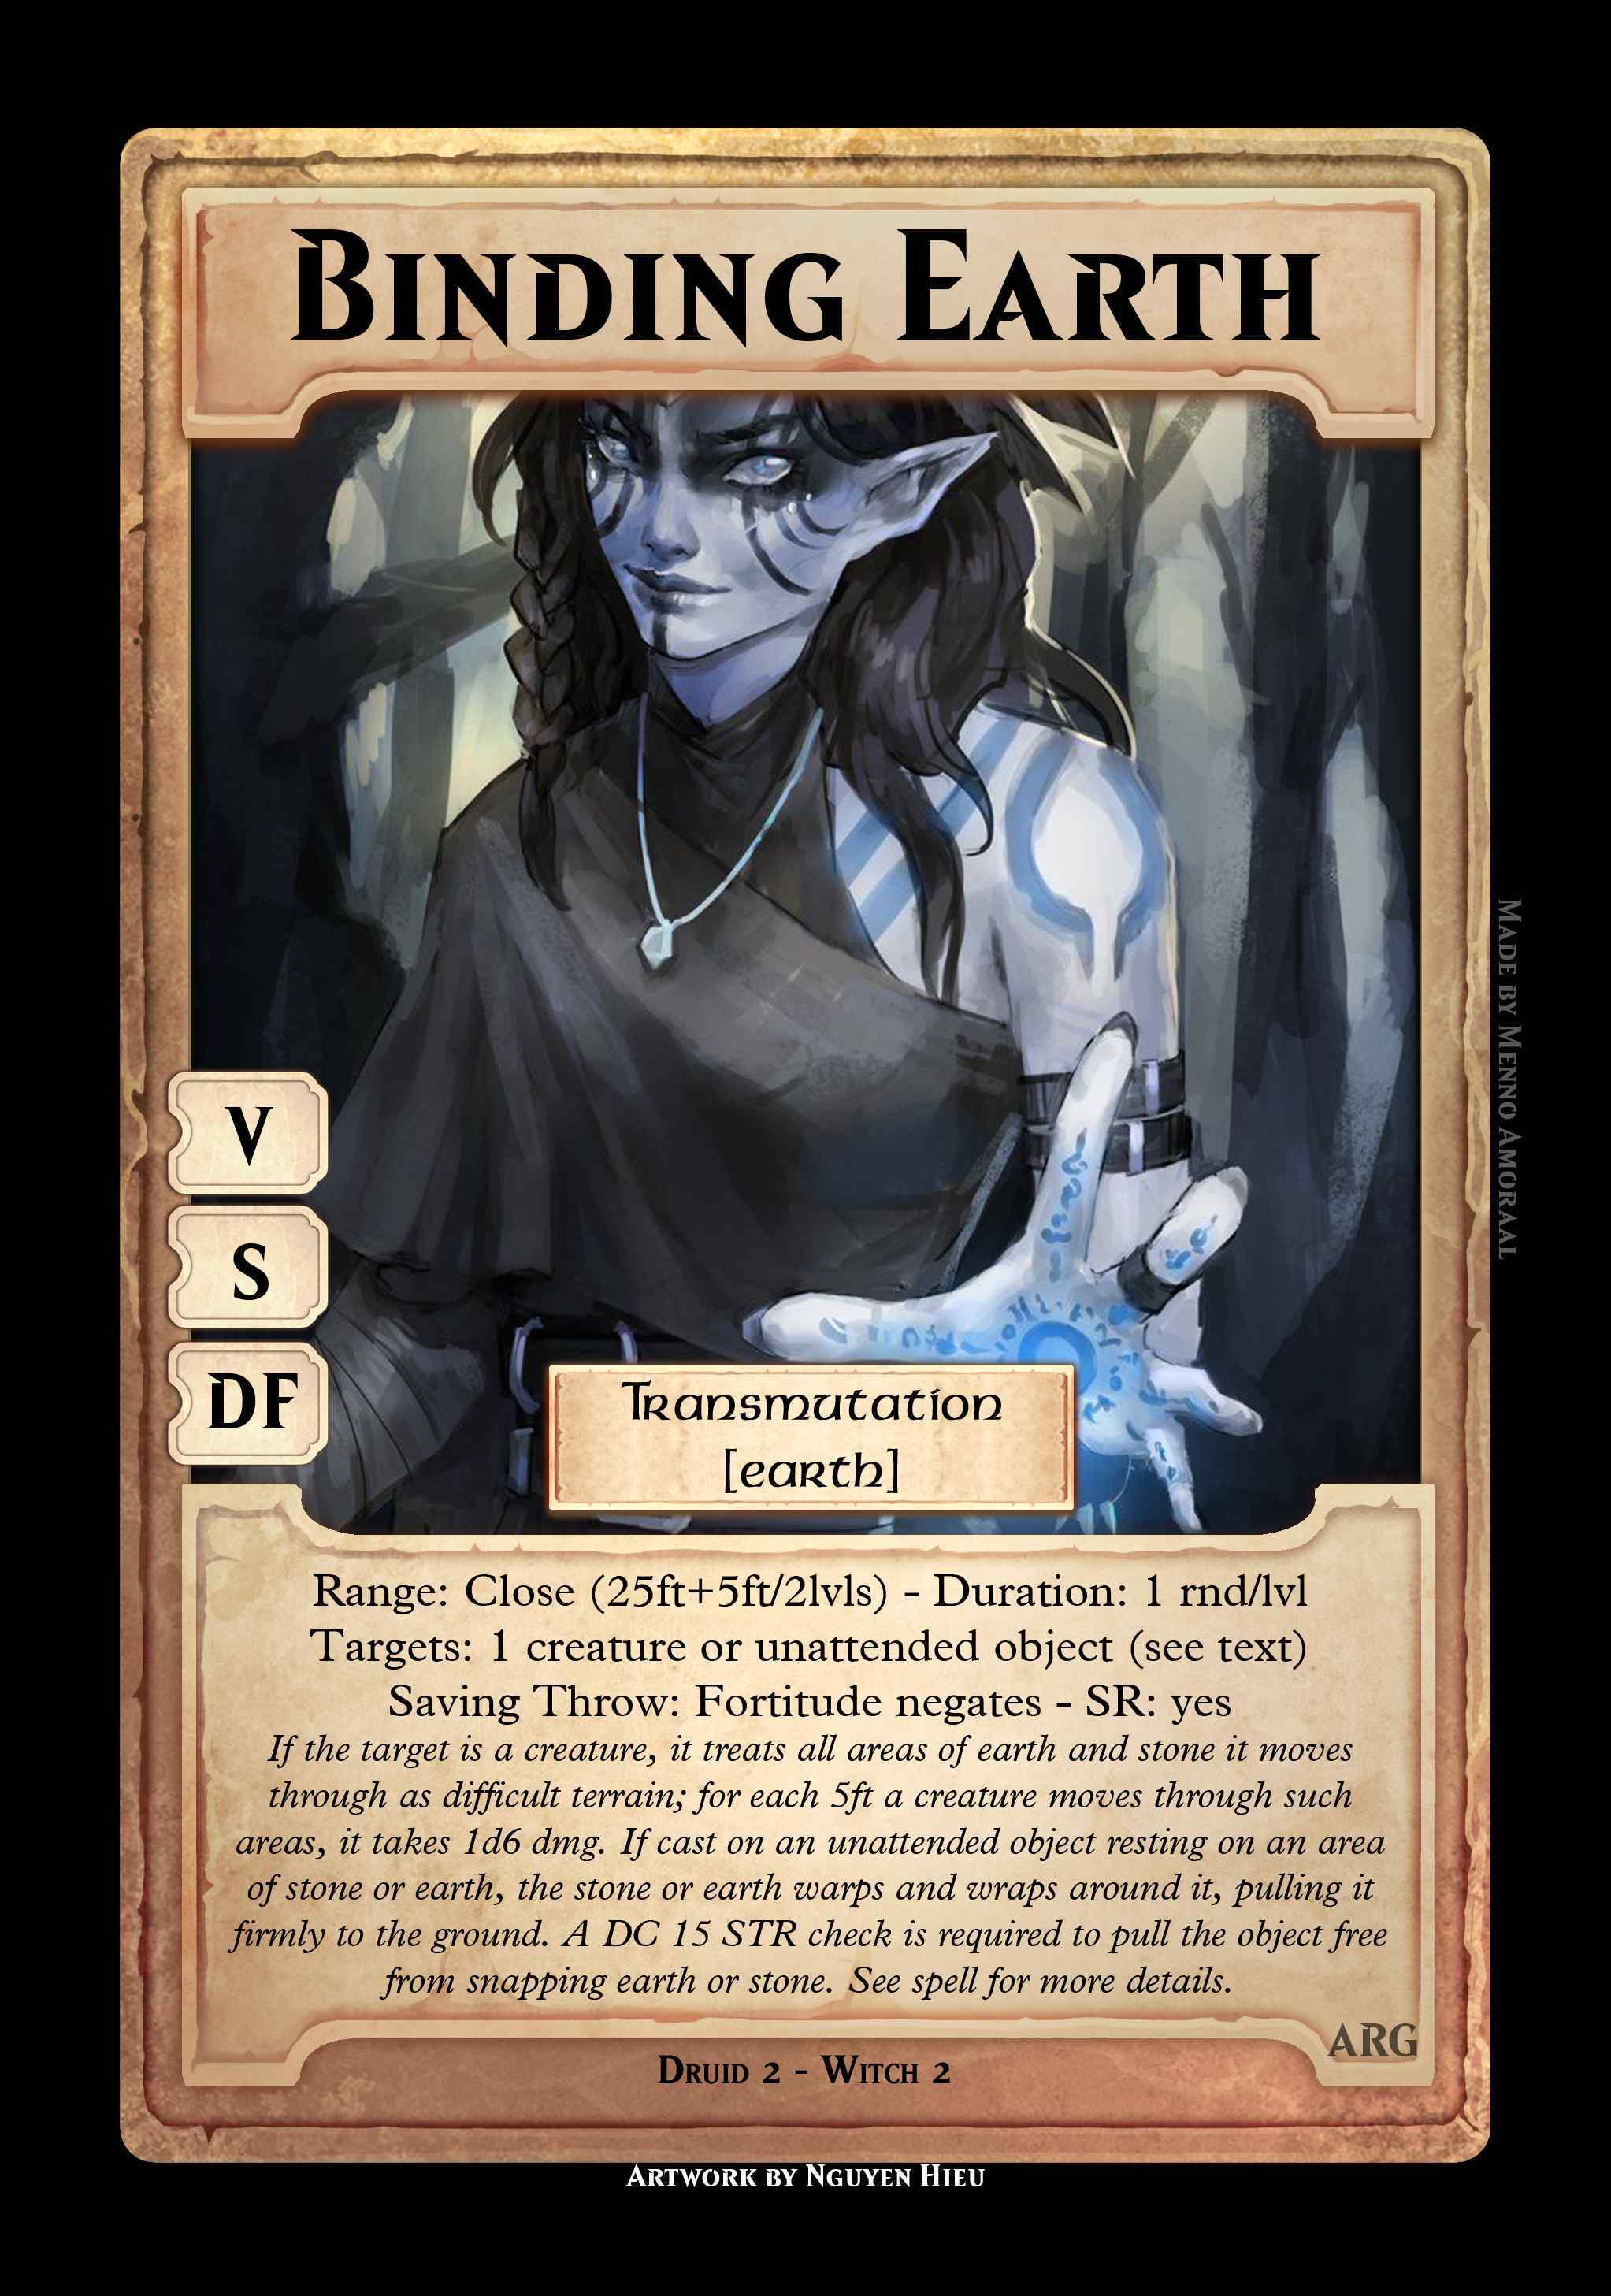 Binding Earth
V
S
DF
Transmutation
[earth]
Range: Close (25ft+5ft/2lvls) - Duration: 1 rnd/lvl
Targets: 1 creature or unattended object (see text)
Saving Throw: Fortitude negates - SR: yes
If the target is a creature, it treats all areas of earth and stone it moves
through as difficult terrain; for each 5ft a creature moves through such
areas, it takes 1d6 dmg. If cast on an unattended object resting on an area
of stone or earth, the stone or earth warps and wraps around it, pulling it
firmly to the ground. A DC 15 STR check is required to pull the object free
from snapping earth or stone. See spell for more details.
ARG
Druid 2 - Witch 2
Artwork by Nguyen Hieu
Made by Menno Amoraal